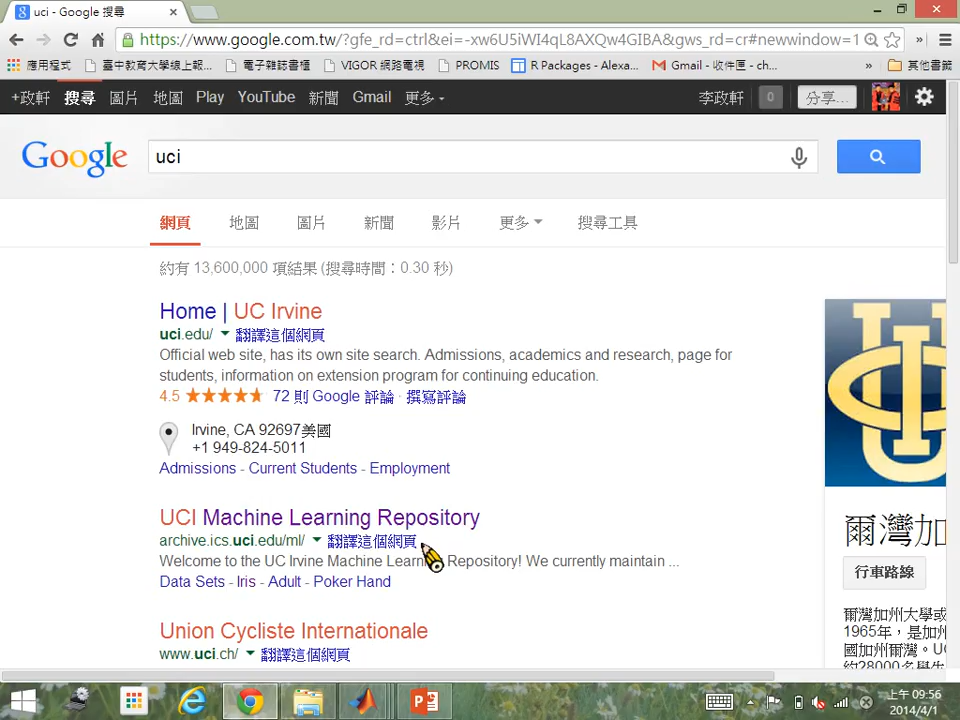 uci - Google 搜尋
https://www.google.com.tw/?gfe_rd=ctrl&ei=-xw6U5iWI4qL8AXQw4GIBA&gws_rd=cr#newwindow=1
應用程式 臺中教育大學線上報... 電子雜誌書櫃 VIGOR 網路電視 PROMIS R Packages - Alexa... Gmail - 收件匣 - ch... » 其他書籤
+政軒 搜尋 圖片 地圖 Play YouTube 新聞 Gmail 更多 李政軒 0 分享...
Google uci
網頁 地圖 圖片 新聞 影片 更多 搜尋工具
約有 13,600,000 項結果 (搜尋時間：0.30 秒)
Home | UC Irvine
uci.edu/ 翻譯這個網頁
Official web site, has its own site search. Admissions, academics and research, page for
students, information on extension program for continuing education.
4.5 ★★★★★ 72 則 Google 評論 · 撰寫評論
Irvine, CA 92697美國
+1 949-824-5011
Admissions - Current Students - Employment
UCI Machine Learning Repository
archive.ics.uci.edu/ml/ 翻譯這個網頁
Welcome to the UC Irvine Machine Learning Repository! We currently maintain ...
Data Sets - Iris - Adult - Poker Hand
Union Cycliste Internationale
www.uci.ch/ 翻譯這個網頁
爾灣加
行車路線
爾灣加州大學或
1965年，是加州
國加州爾灣。UC
約28000名學生
上午 09:56
2014/4/1